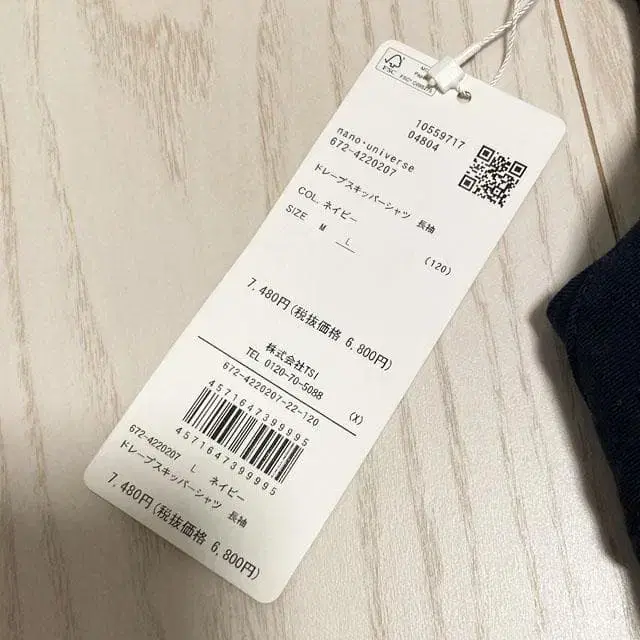 FSC
10559717
04804
nano・universe
672-4220207
ドレープスキッパーシャツ 長袖
COL. ネイビー
SIZE M L
(120)
7,480円(税抜価格 6,800円)
株式会社TSI
TEL 0120-70-5088
672-4220207-22-120
(X)
4571647399995
4571647399995
672-4220207 L ネイビー
ドレープスキッパーシャツ 長袖
7,480円(税抜価格 6,800円)